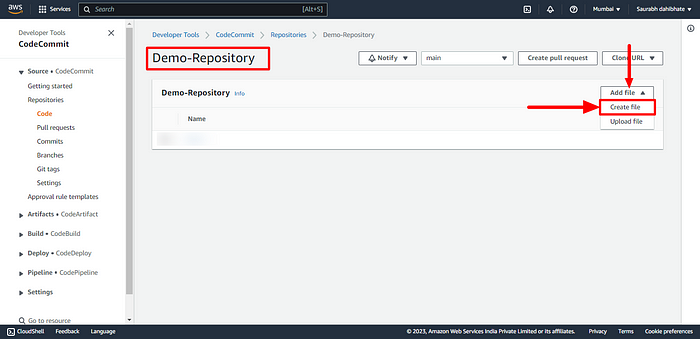 aws
Services
Search
[Alt+S]
Mumbai
Saurabh dahibhate
Developer Tools
CodeCommit
Developer Tools > CodeCommit > Repositories > Demo-Repository
Demo-Repository
Notify
main
Create pull request
Clone URL
Source • CodeCommit
Getting started
Repositories
Code
Pull requests
Commits
Branches
Git tags
Settings
Approval rule templates
Artifacts • CodeArtifact
Build • CodeBuild
Deploy • CodeDeploy
Pipeline • CodePipeline
Settings
Go to resource
Demo-Repository Info
Add file
Create file
Upload file
Name
CloudShell
Feedback
Language
© 2023, Amazon Web Services India Private Limited or its affiliates.
Privacy
Terms
Cookie preferences